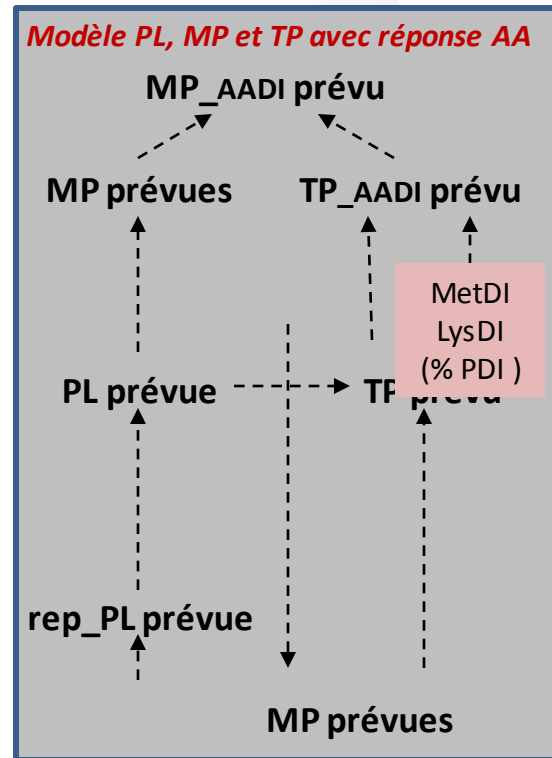 Modèle PL, MP et TP avec réponse AA
MP_AADI prévu
MP prévues
TP_AADI prévu
MetDI
LysDI
(% PDI )
PL prévue
TP prévu
rep_PL prévue
MP prévues